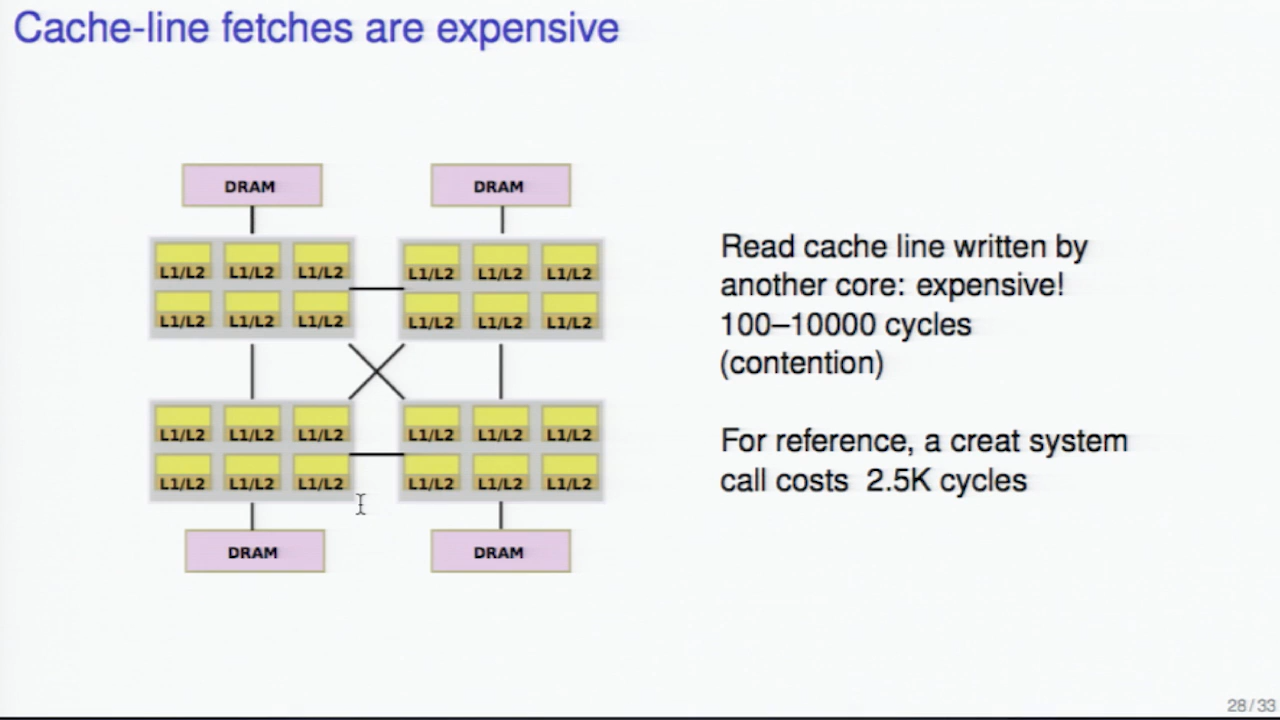 Cache-line fetches are expensive
DRAM DRAM
L1/L2 L1/L2 L1/L2 L1/L2 L1/L2 L1/L2
L1/L2 L1/L2 L1/L2 L1/L2 L1/L2 L1/L2
L1/L2 L1/L2 L1/L2 L1/L2 L1/L2 L1/L2
L1/L2 L1/L2 L1/L2 L1/L2 L1/L2 L1/L2
DRAM DRAM
Read cache line written by
another core: expensive!
100–10000 cycles
(contention)
For reference, a creat system
call costs 2.5K cycles
28/33